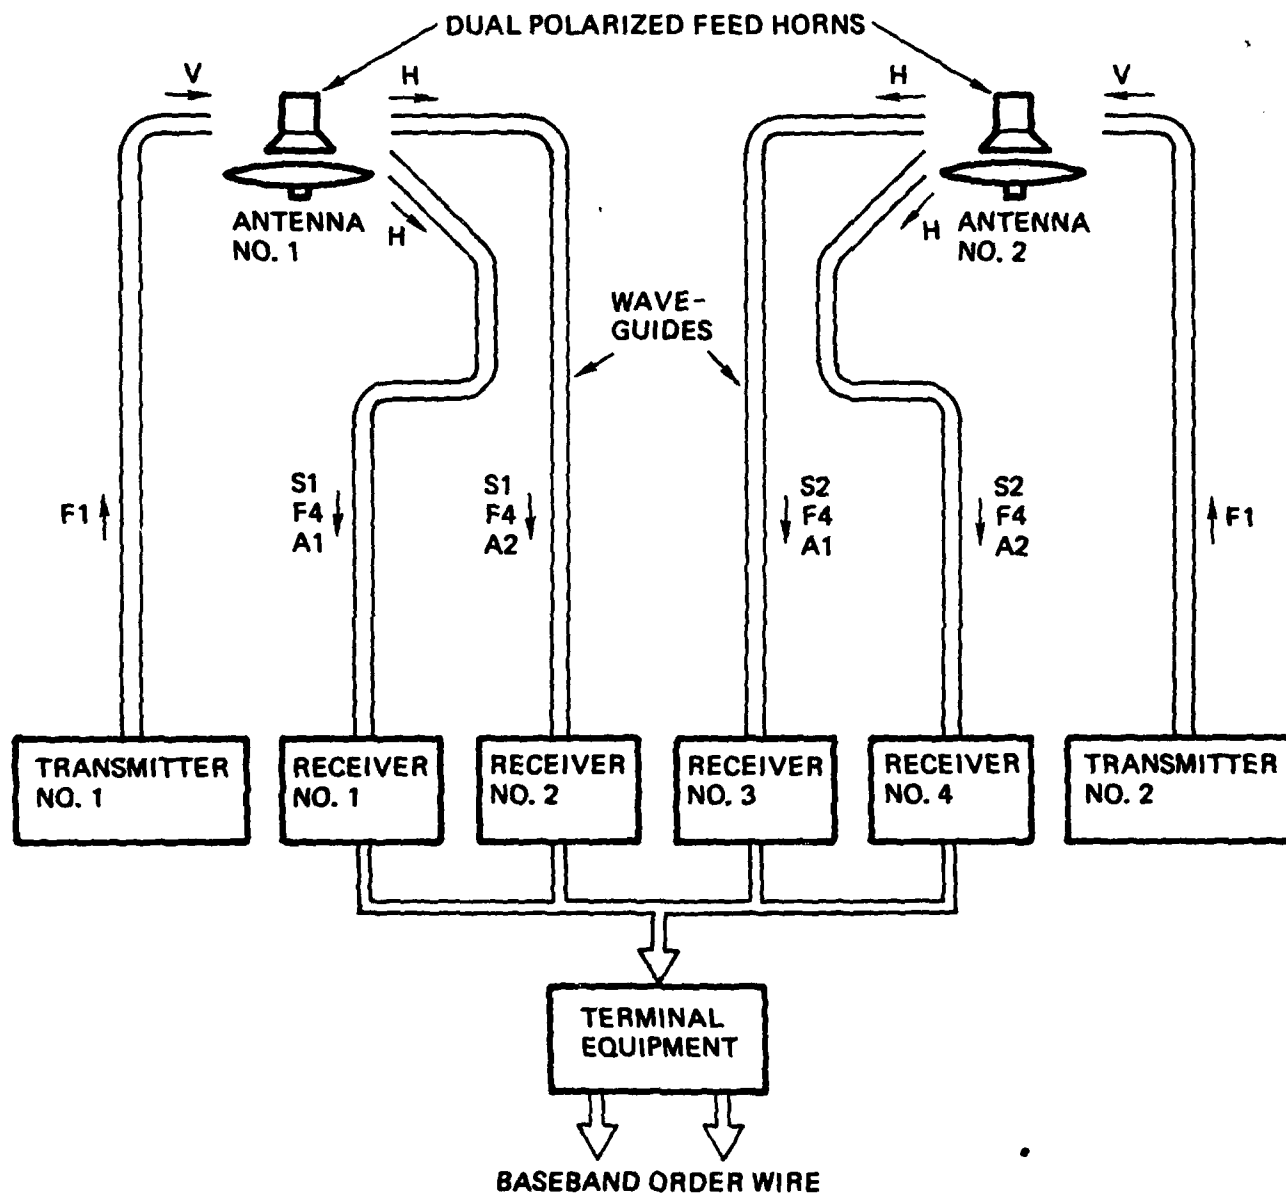 DUAL POLARIZED FEED HORNS
V
H
H
V
ANTENNA
NO. 1
H
H
ANTENNA
NO. 2
WAVE-
GUIDES
F1
S1
F4
A1
S1
F4
A2
S2
F4
A1
S2
F4
A2
F1
TRANSMITTER
NO. 1
RECEIVER
NO. 1
RECEIVER
NO. 2
RECEIVER
NO. 3
RECEIVER
NO. 4
TRANSMITTER
NO. 2
TERMINAL
EQUIPMENT
BASEBAND ORDER WIRE